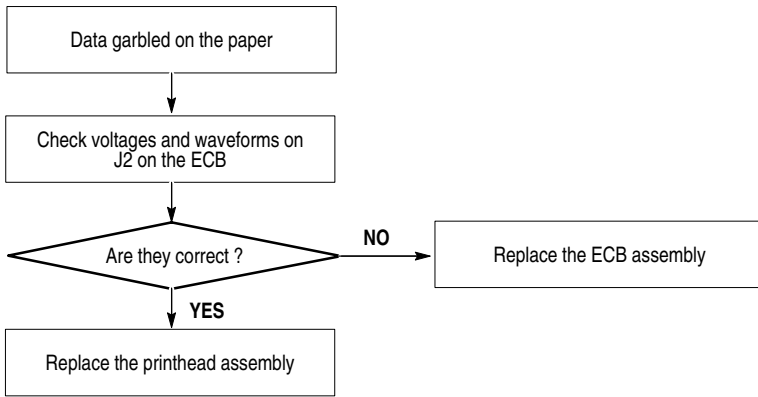 Data garbled on the paper
Check voltages and waveforms on
J2 on the ECB
Are they correct ?
NO
Replace the ECB assembly
YES
Replace the printhead assembly